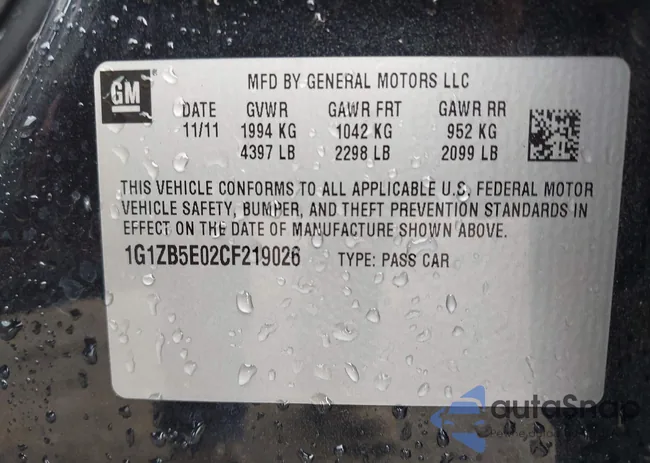 GM
MFD BY GENERAL MOTORS LLC
DATE GVWR GAWR FRT GAWR RR
11/11 1994 KG 1042 KG 952 KG
4397 LB 2298 LB 2099 LB
THIS VEHICLE CONFORMS TO ALL APPLICABLE U.S. FEDERAL MOTOR
VEHICLE SAFETY, BUMPER, AND THEFT PREVENTION STANDARDS IN
EFFECT ON THE DATE OF MANUFACTURE SHOWN ABOVE.
1G1ZB5E02CF219026 TYPE: PASS CAR
autoSnap